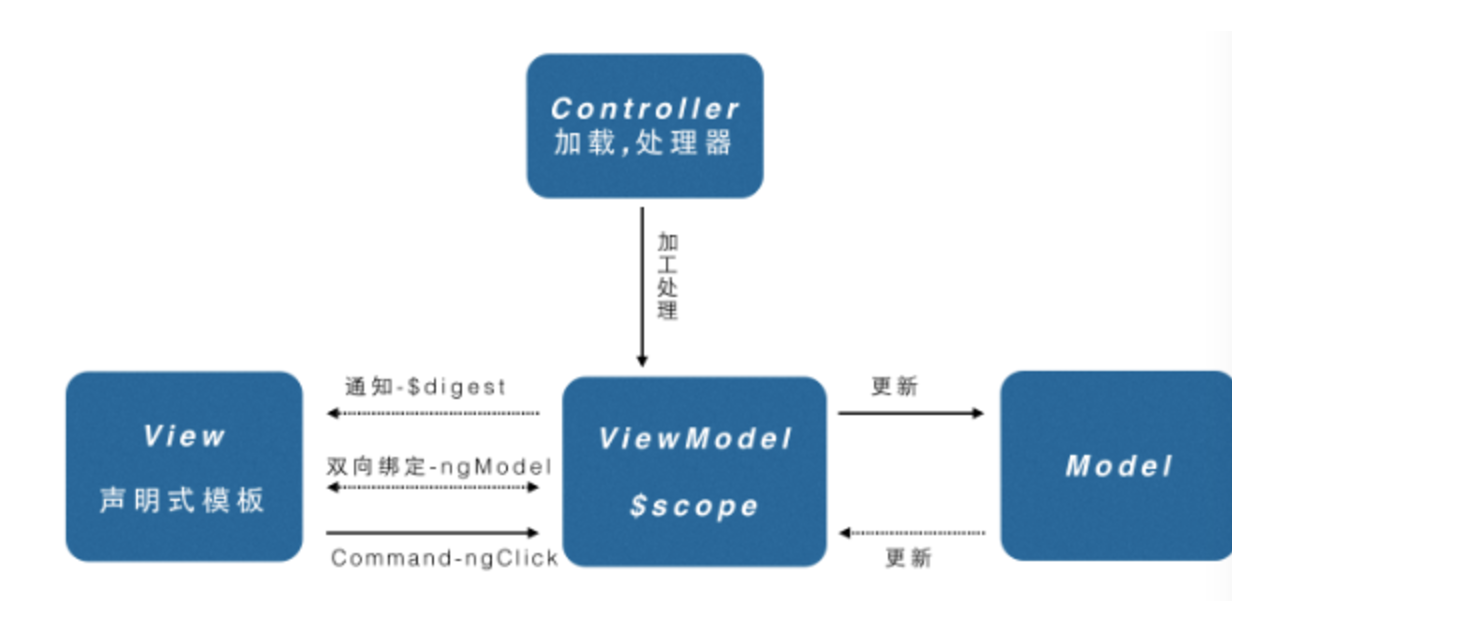 Controller
加载,处理器
加工处理
View
声明式模板
通知-$digest
双向绑定-ngModel
Command-ngClick
ViewModel
$scope
更新
更新
Model